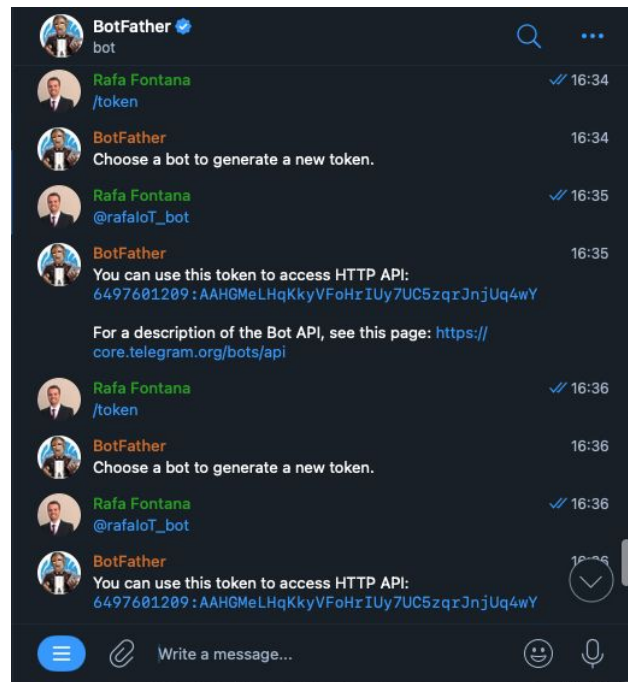 BotFather
bot
Rafa Fontana
16:34
/token
BotFather
16:34
Choose a bot to generate a new token.
Rafa Fontana
16:35
@rafaIoT_bot
BotFather
16:35
You can use this token to access HTTP API:
6497601209:AAHGMeLHqKkyVFoHrIUy7UC5zqrJnjUq4wY
For a description of the Bot API, see this page: https://
core.telegram.org/bots/api
Rafa Fontana
16:36
/token
BotFather
16:36
Choose a bot to generate a new token.
Rafa Fontana
16:36
@rafaIoT_bot
BotFather
You can use this token to access HTTP API:
6497601209:AAHGMeLHqKkyVFoHrIUy7UC5zqrJnjUq4wY
Write a message...